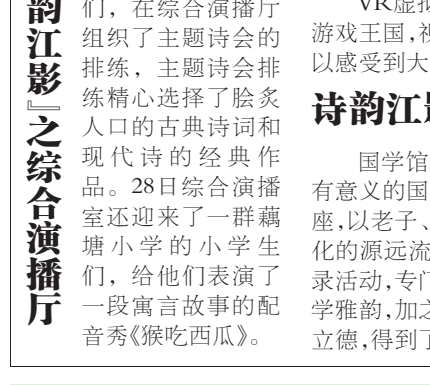 韵江影』之综合演播厅
们，在综合演播厅
组织了主题诗会的
排练，主题诗会排
练精心选择了脍炙
人口的古典诗词和
现代诗的经典作
品。28日综合演播
室还迎来了一群藕
塘小学的小学生
们，给他们表演了
一段寓言故事的配
音秀《猴吃西瓜》。
VR虚拟
游戏王国，视
以感受到大
诗韵江影
国学馆
有意义的国
座，以老子、
化的源远流
录活动，专门
学雅韵，加之
立德，得到了